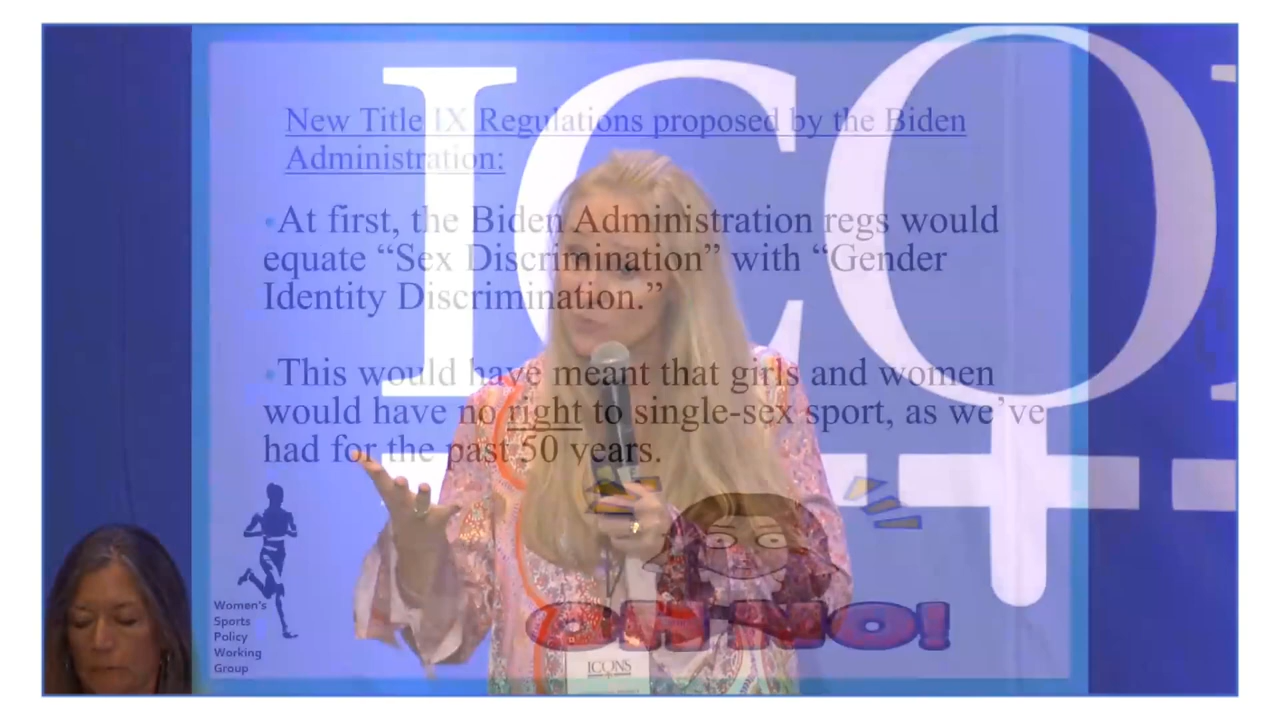 ICON
New Title IX Regulations proposed by the Biden
Administration:
•At first, the Biden Administration regs would
equate “Sex Discrimination” with “Gender
Identity Discrimination.”
•This would have meant that girls and women
would have no right to single-sex sport, as we’ve
had for the past 50 years.
Women's
Sports
Policy
Working
Group
OH NO!
ICONS